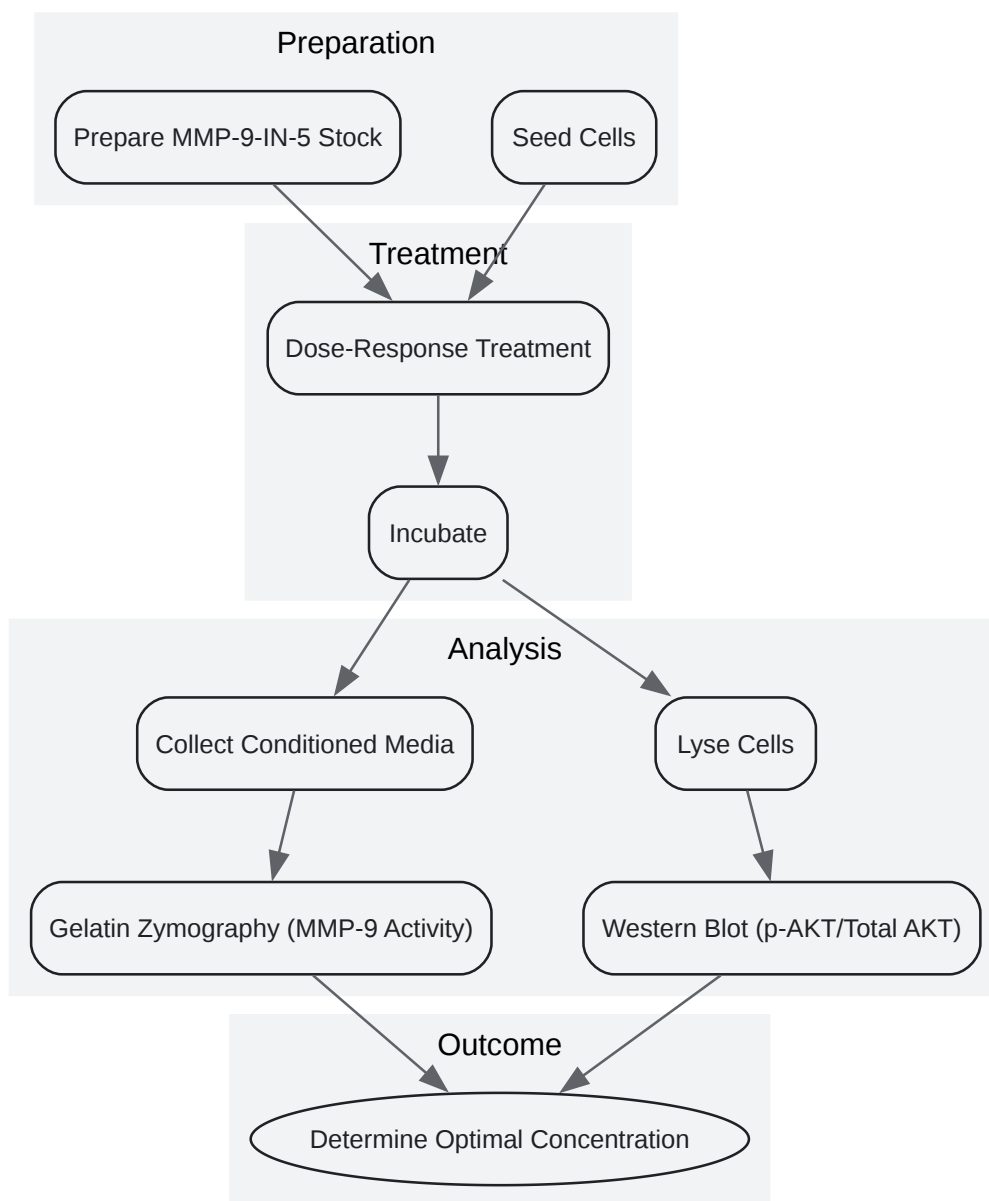 Preparation
Prepare MMP-9-IN-5 Stock
Seed Cells
Treatment
Dose-Response Treatment
Incubate
Analysis
Collect Conditioned Media
Lyse Cells
Gelatin Zymography (MMP-9 Activity)
Western Blot (p-AKT/Total AKT)
Outcome
Determine Optimal Concentration